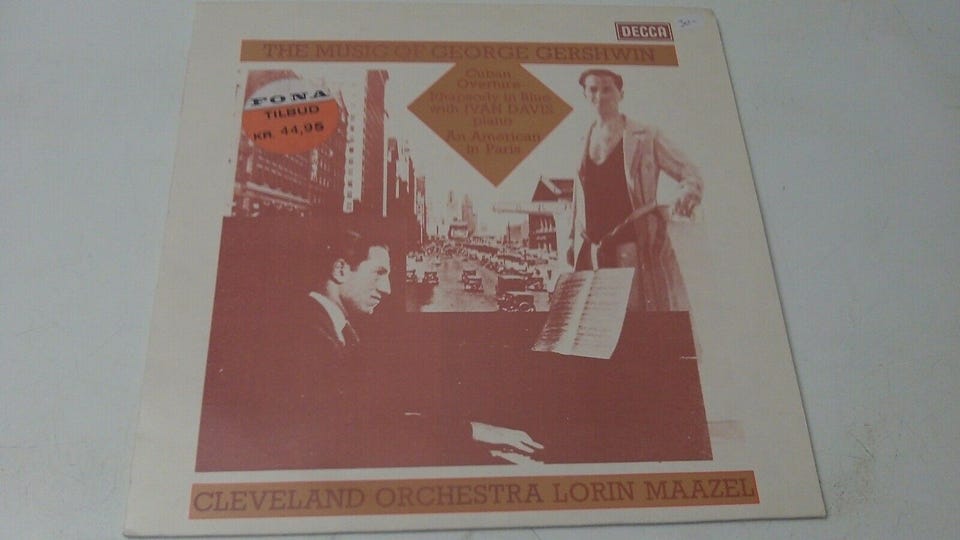 30-
DECCA
THE MUSIC OF GEORGE GERSHWIN
Cuban
Overture
Rhapsody in Blue
with IVAN DAVIS
piano
An American
in Paris
FONA
TILBUD
KR. 44,95
CLEVELAND ORCHESTRA LORIN MAAZEL